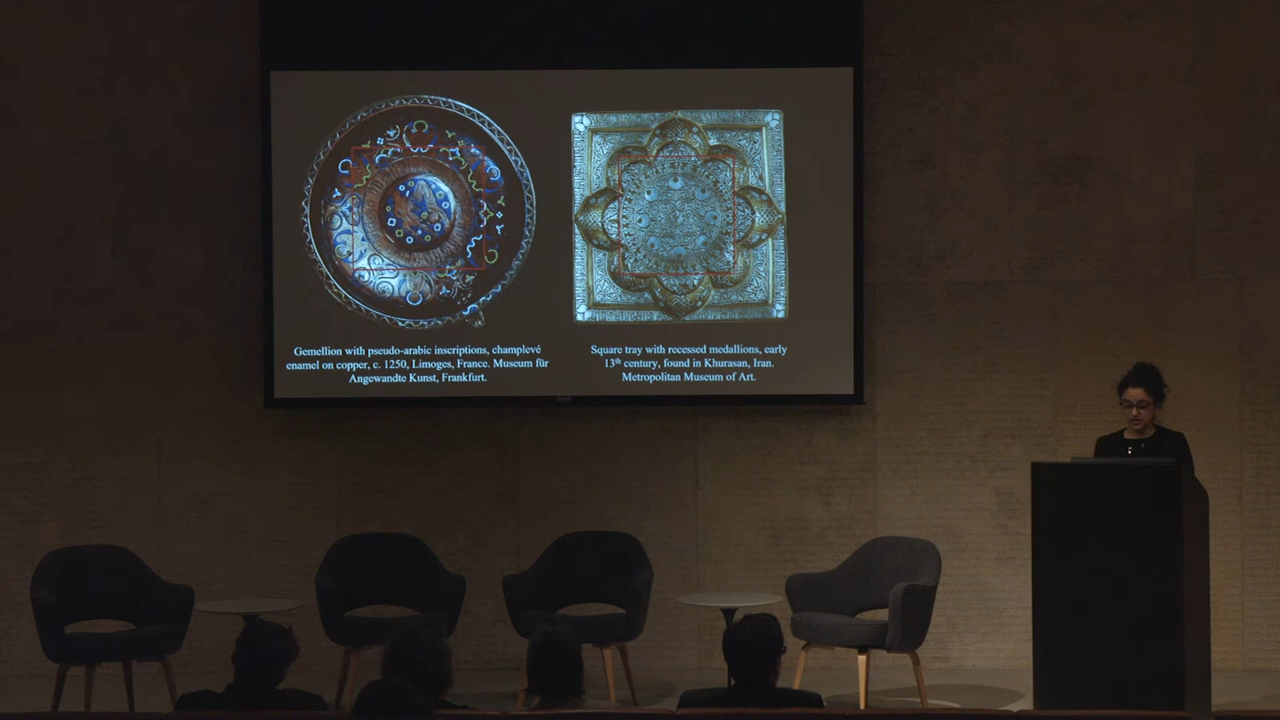 Gemellion with pseudo-arabic inscriptions, champlevé
enamel on copper, c. 1250, Limoges, France. Museum für
Angewandte Kunst, Frankfurt.
Square tray with recessed medallions, early
13th century, found in Khurasan, Iran.
Metropolitan Museum of Art.